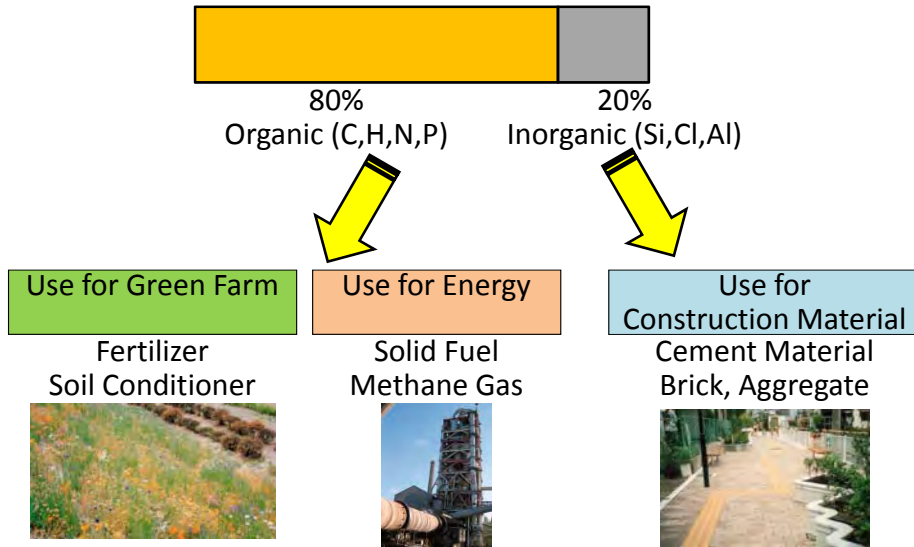 80%
Organic (C,H,N,P)
20%
Inorganic (Si,Cl,Al)
Use for Green Farm
Fertilizer
Soil Conditioner
Use for Energy
Solid Fuel
Methane Gas
Use for
Construction Material
Cement Material
Brick, Aggregate